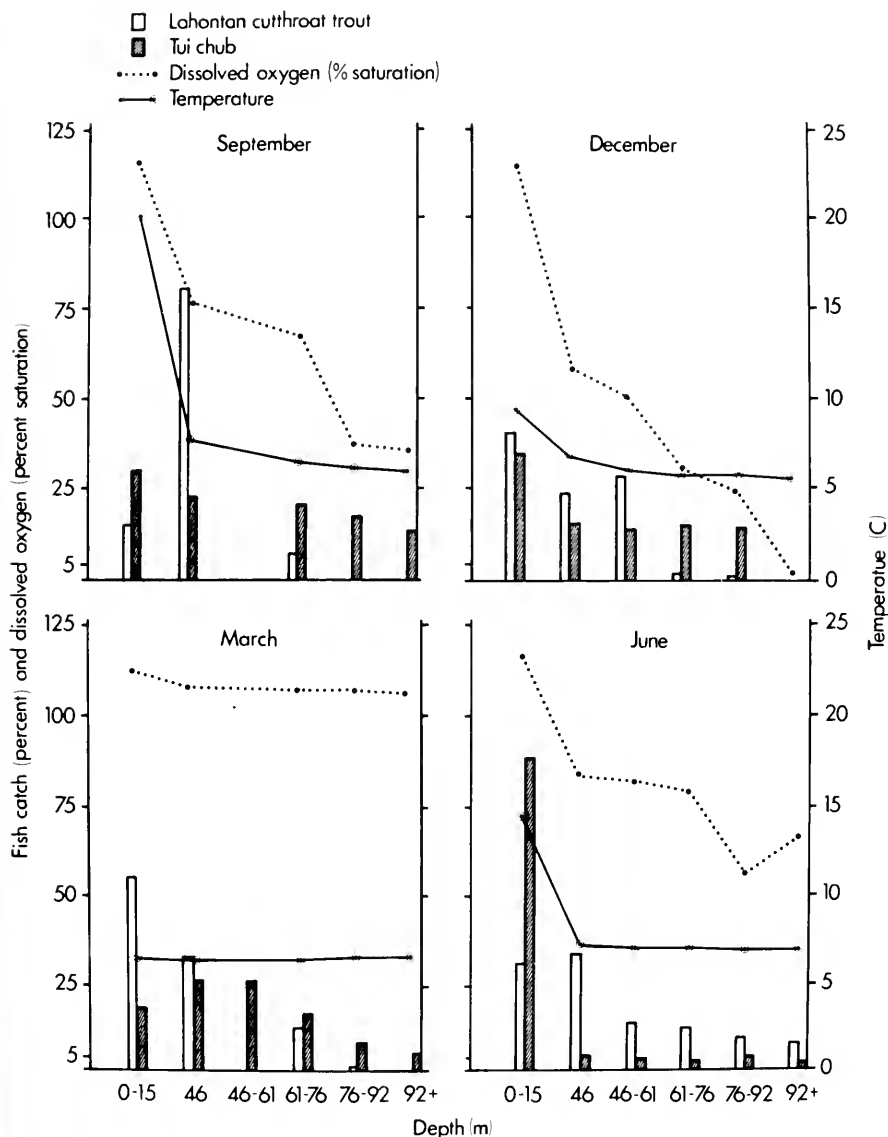 Lahontan cutthroat trout
Tui chub
Dissolved oxygen (% saturation)
Temperature
September
December
125
100
75
50
25
5
25
20
15
10
5
0
Fish catch (percent) and dissolved oxygen (percent saturation)
Temperatue (C)
March
June
125
100
75
50
25
5
25
20
15
10
5
0
0-15 46 46-61 61-76 76-92 92+
0-15 46 46-61 61-76 76-92 92+
Depth (m)